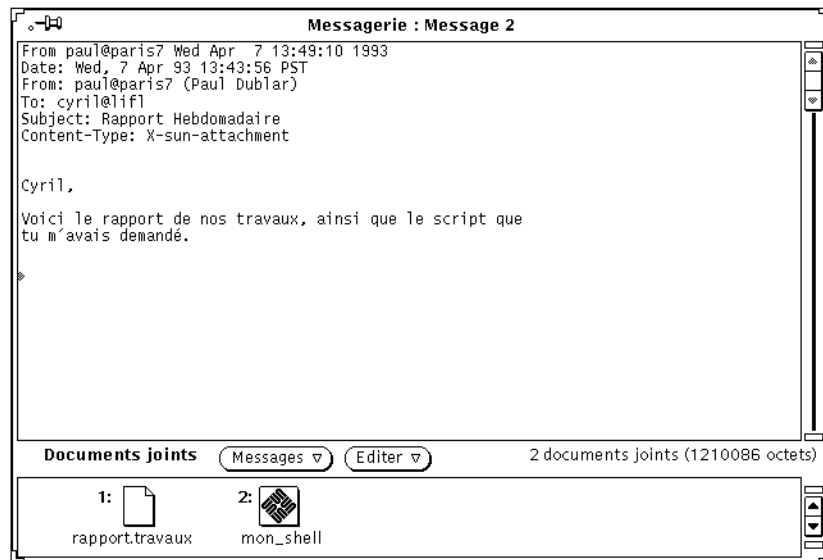 Messagerie : Message 2
From paul@paris7 Wed Apr  7 13:49:10 1993
Date: Wed, 7 Apr 93 13:43:56 PST
From: paul@paris7 (Paul Dublar)
To: cyril@lifl
Subject: Rapport Hebdomadaire
Content-Type: X-sun-attachment
Cyril,
Voici le rapport de nos travaux, ainsi que le script que
tu m´avais demandé.
Documents joints Messages Editer 2 documents joints (1210086 octets)
1: 2:
rapport.travaux mon_shell